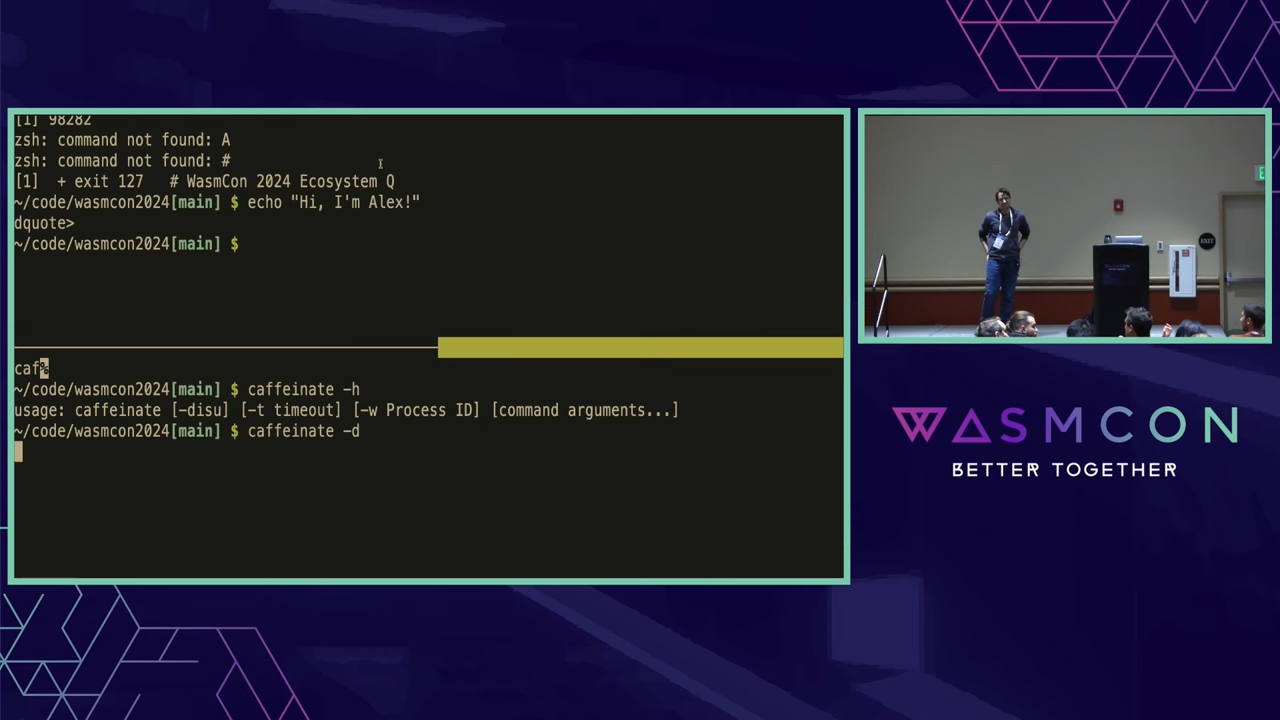 [1] 98282
zsh: command not found: A
zsh: command not found: #
[1]  + exit 127   # WasmCon 2024 Ecosystem Q
~/code/wasmcon2024[main] $ echo "Hi, I'm Alex!"
dquote>
~/code/wasmcon2024[main] $
caf%
~/code/wasmcon2024[main] $ caffeinate -h
usage: caffeinate [-disu] [-t timeout] [-w Process ID] [command arguments...]
~/code/wasmcon2024[main] $ caffeinate -d
EXIT
WASMCON
BETTER TOGETHER